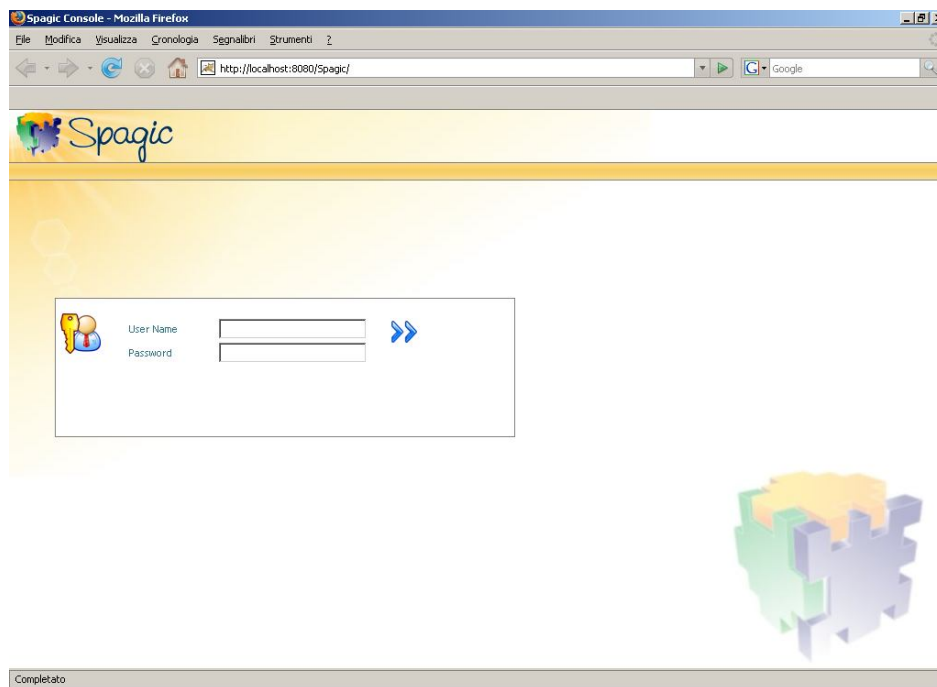 Spagic Console - Mozilla Firefox
File Modifica Visualizza Cronologia Segnalibri Strumenti ?
http://localhost:8080/Spagic/ G Google
Spagic
User Name
Password
Completato